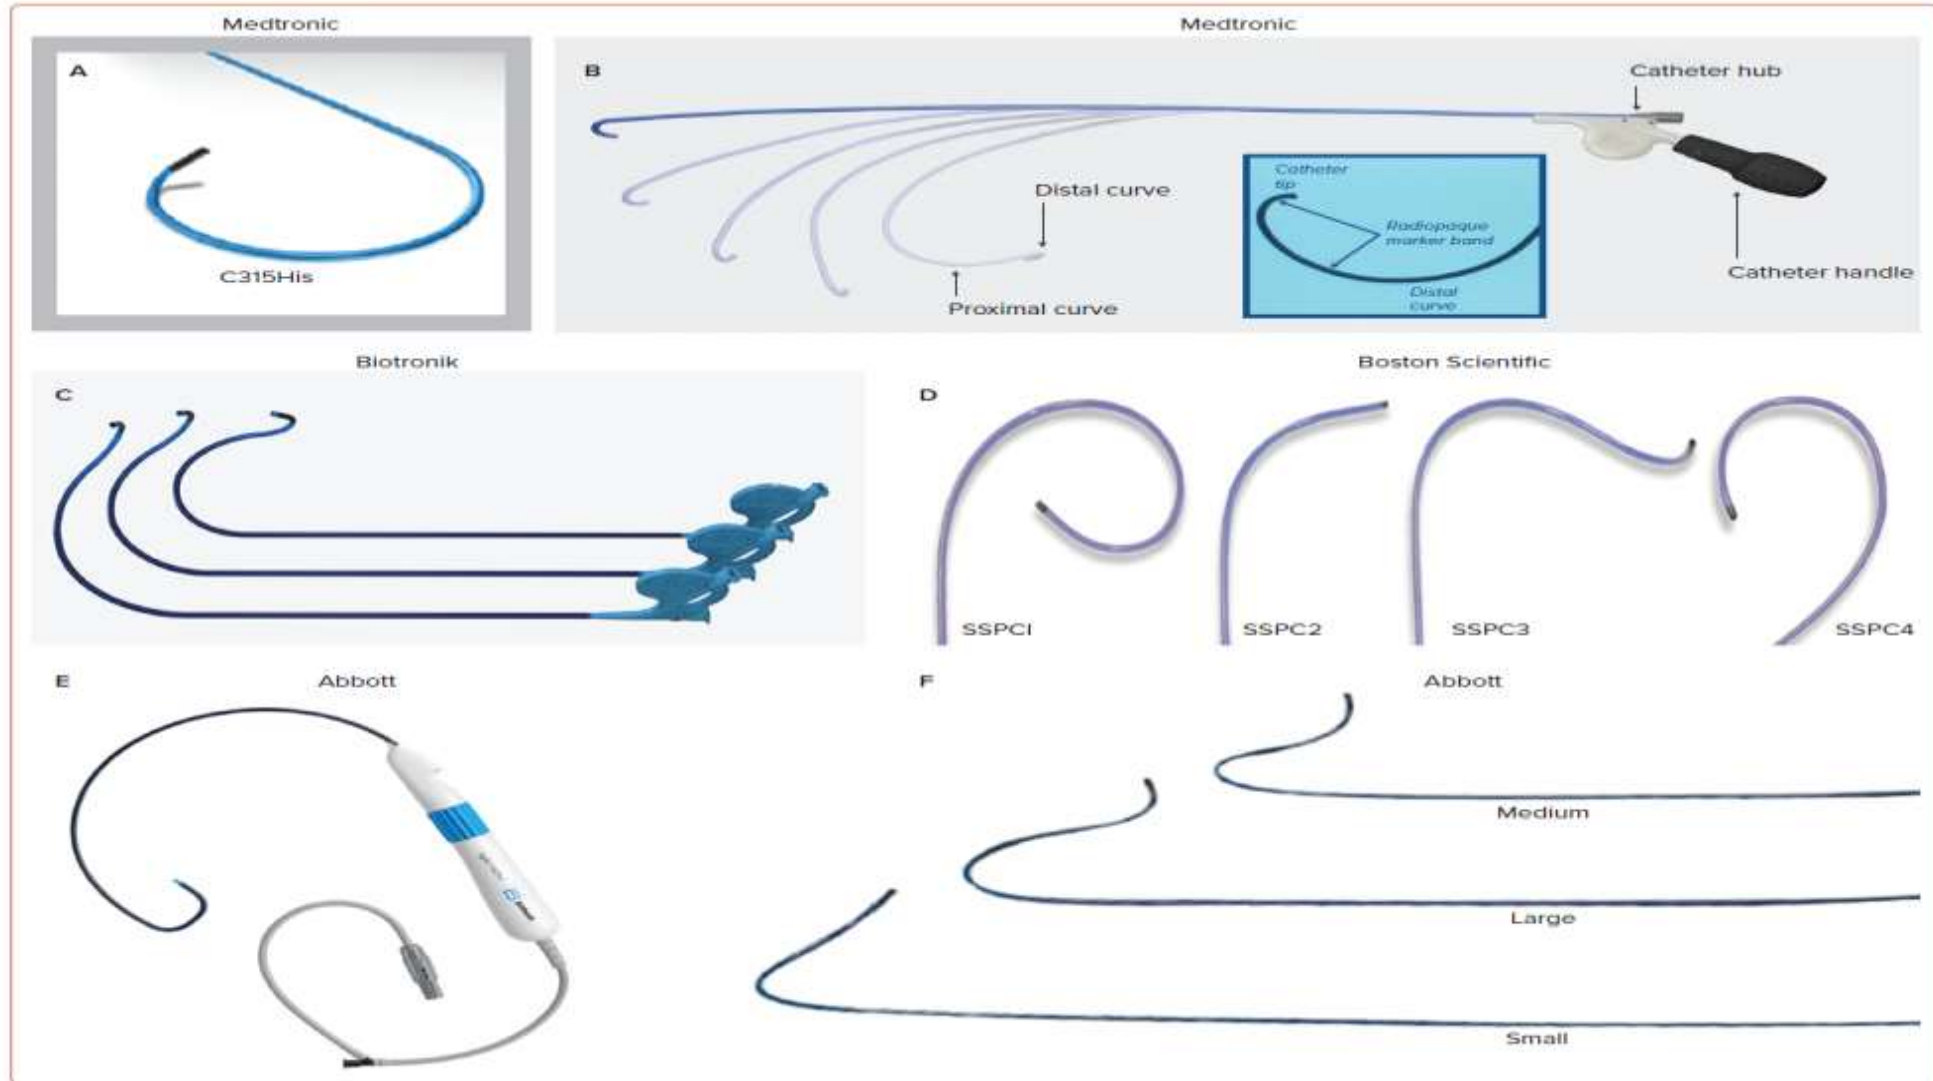 Medtronic
Medtronic
A
C315His
B
Catheter hub
Distal curve
Proximal curve
Catheter
tip
Radiopaque
marker band
Distal
curve
Catheter handle
Biotronik
C
Boston Scientific
D
SSPC1
SSPC2
SSPC3
SSPC4
E
Abbott
F
Abbott
Medium
Large
Small